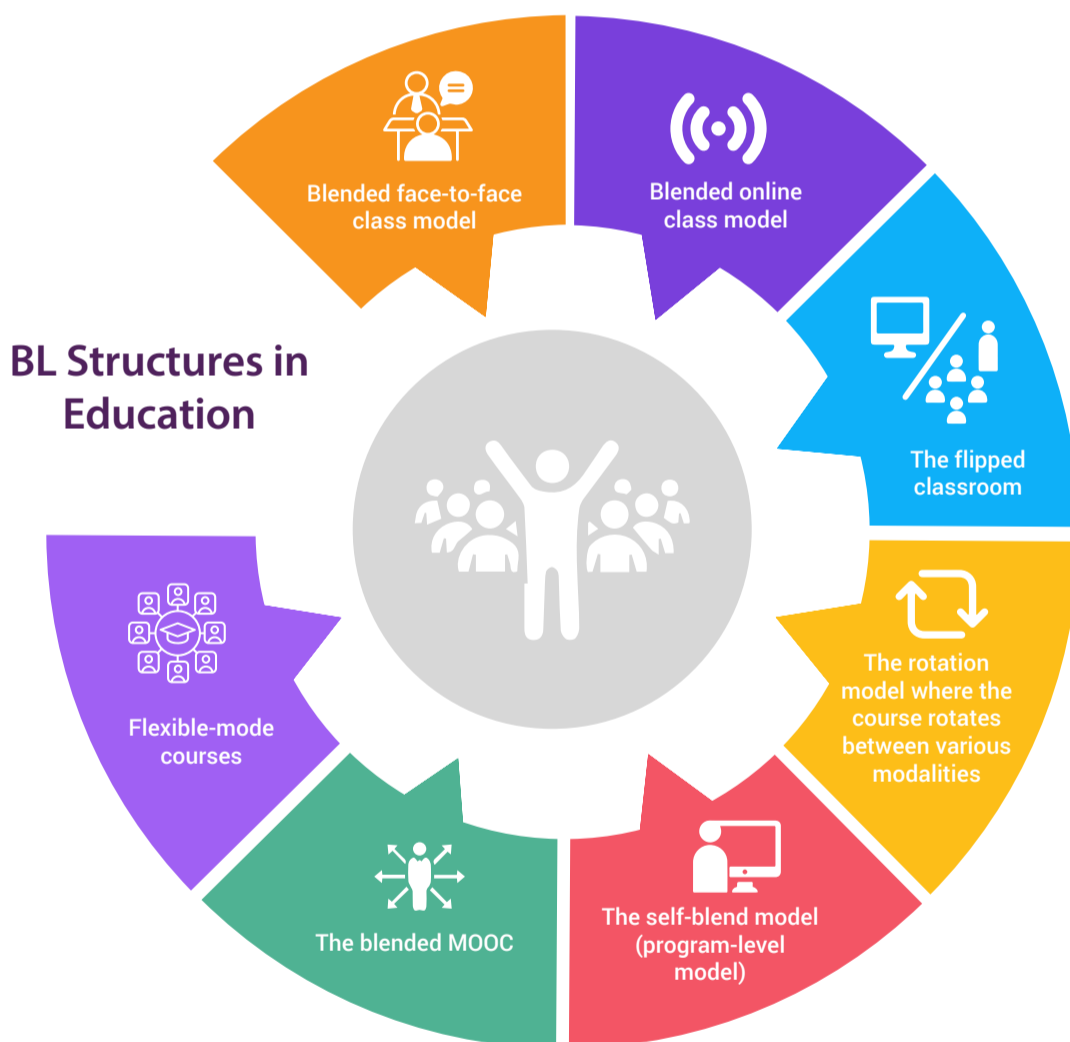 BL Structures in
Education
Blended face-to-face
class model
Blended online
class model
The flipped
classroom
The rotation
model where the
course rotates
between various
modalities
The self-blend model
(program-level
model)
The blended MOOC
Flexible-mode
courses